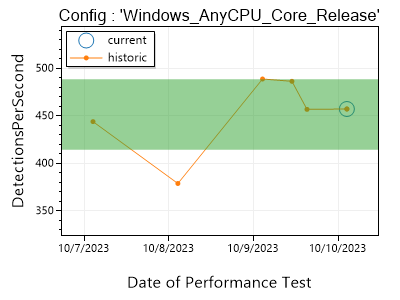 Config : 'Windows_AnyCPU_Core_Release'
current
historic
DetectionsPerSecond
500
450
400
350
10/7/2023 10/8/2023 10/9/2023 10/10/2023
Date of Performance Test